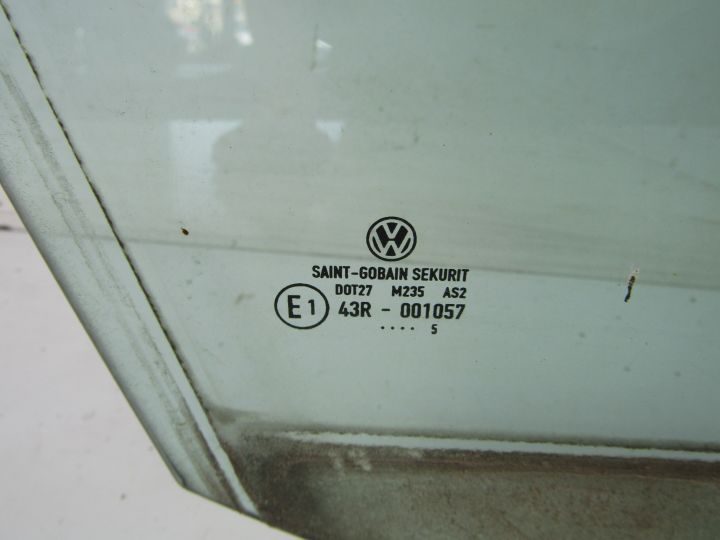 SAINT-GOBAIN SEKURIT
DOT27 M235 AS2
E1 43R - 001057
.... 5